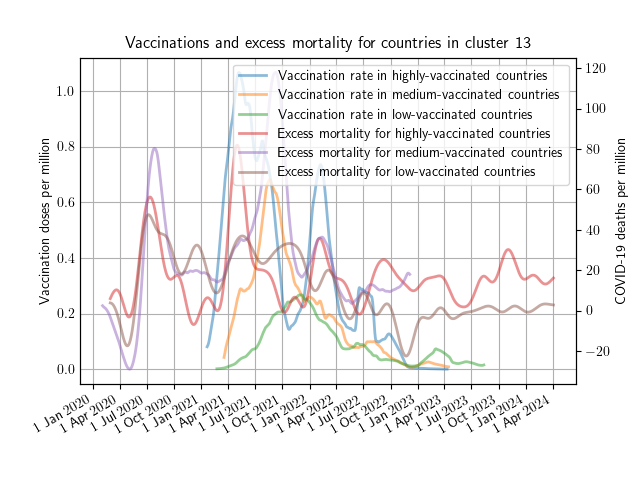 Vaccinations and excess mortality for countries in cluster 13
Vaccination rate in highly-vaccinated countries
Vaccination rate in medium-vaccinated countries
Vaccination rate in low-vaccinated countries
Excess mortality for highly-vaccinated countries
Excess mortality for medium-vaccinated countries
Excess mortality for low-vaccinated countries
Vaccination doses per million
1.0
0.8
0.6
0.4
0.2
0.0
COVID-19 deaths per million
120
100
80
60
40
20
0
−20
1 Jan 2020
1 Apr 2020
1 Jul 2020
1 Oct 2020
1 Jan 2021
1 Apr 2021
1 Jul 2021
1 Oct 2021
1 Jan 2022
1 Apr 2022
1 Jul 2022
1 Oct 2022
1 Jan 2023
1 Apr 2023
1 Jul 2023
1 Oct 2023
1 Jan 2024
1 Apr 2024